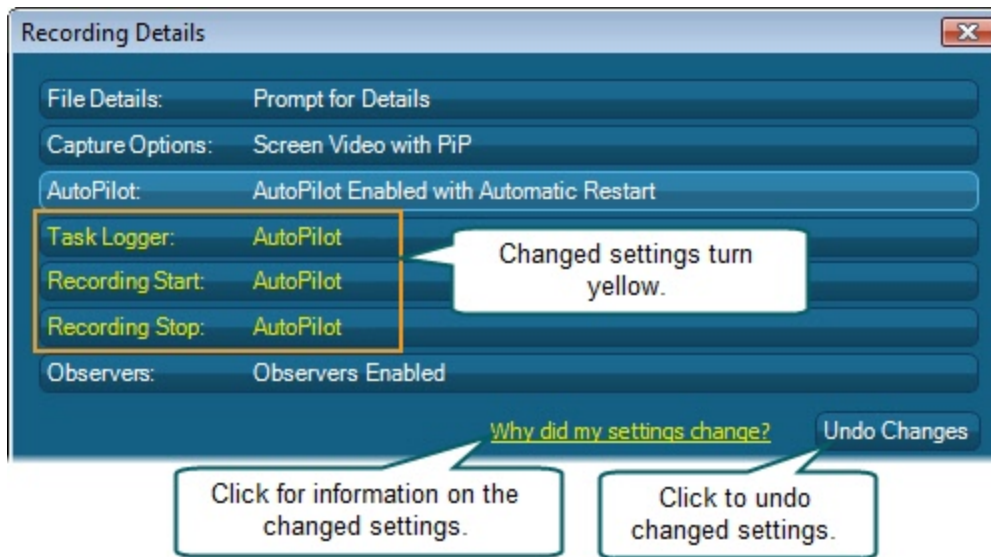 Recording Details
File Details: Prompt for Details
Capture Options: Screen Video with PiP
AutoPilot: AutoPilot Enabled with Automatic Restart
Task Logger: AutoPilot
Changed settings turn
yellow.
Recording Start: AutoPilot
Recording Stop: AutoPilot
Observers: Observers Enabled
Why did my settings change? Undo Changes
Click for information on the
changed settings.
Click to undo
changed settings.